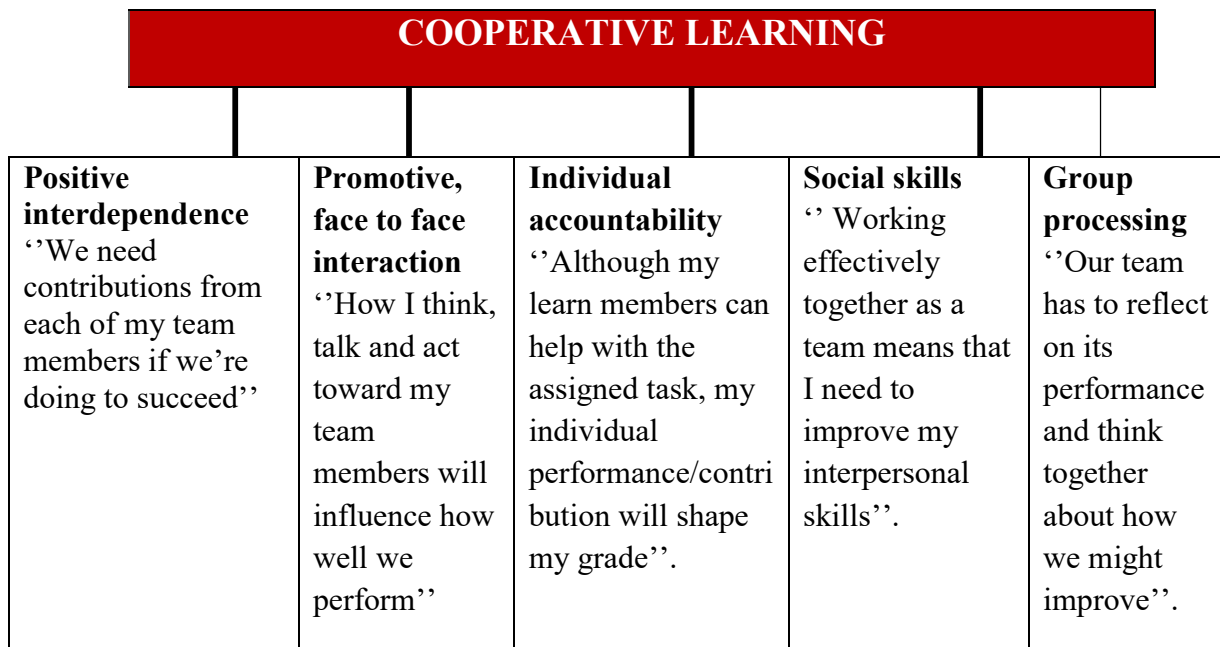 COOPERATIVE LEARNING
Positive
interdependence
‘’We need
contributions from
each of my team
members if we’re
doing to succeed’’
Promotive,
face to face
interaction
‘’How I think,
talk and act
toward my
team
members will
influence how
well we
perform’’
Individual
accountability
‘’Although my
learn members can
help with the
assigned task, my
individual
performance/contri
bution will shape
my grade’’.
Social skills
‘’ Working
effectively
together as a
team means that
I need to
improve my
interpersonal
skills’’.
Group
processing
‘’Our team
has to reflect
on its
performance
and think
together
about how
we might
improve’’.